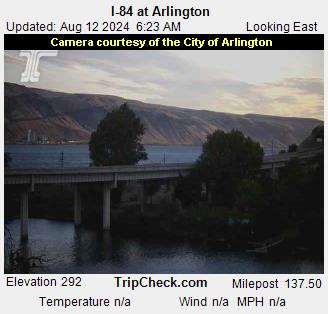 I-84 at Arlington
Updated: Aug 12 2024 6:23 AM Looking East
Camera courtesy of the City of Arlington
Elevation 292 TripCheck.com Milepost 137.50
Temperature n/a Wind n/a MPH n/a